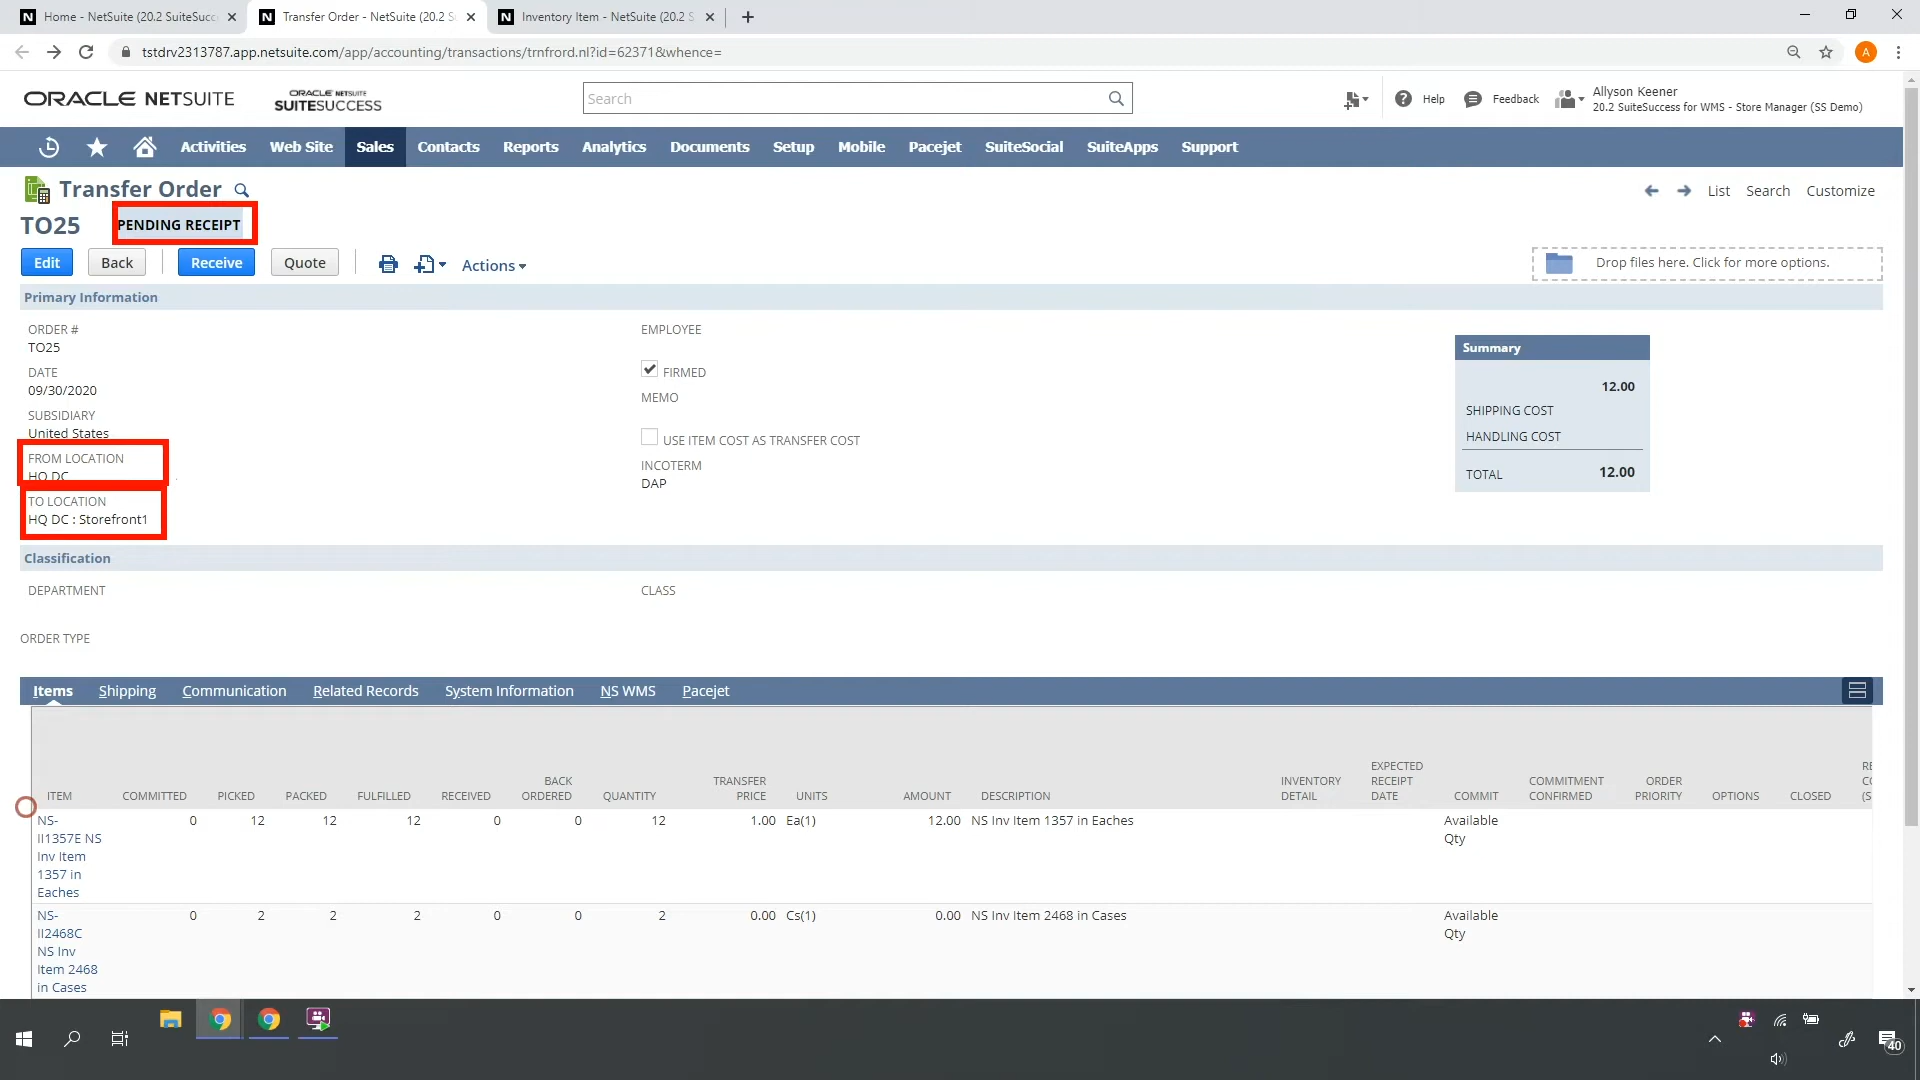 Home - NetSuite (20.2 SuiteSucc
Transfer Order - NetSuite (20.2 S
Inventory Item - NetSuite (20.2 S
tstdrv2313787.app.netsuite.com/app/accounting/transactions/trnfrord.nl?id=62371&whence=
A
ORACLE NETSUITE
ORACLE NETSUITE
SUITESUCCESS
Search
Help
Feedback
Allyson Keener
20.2 SuiteSuccess for WMS - Store Manager (SS Demo)
Activities
Web Site
Sales
Contacts
Reports
Analytics
Documents
Setup
Mobile
Pacejet
SuiteSocial
SuiteApps
Support
Transfer Order
List
Search
Customize
TO25
PENDING RECEIPT
Edit
Back
Receive
Quote
Actions
Drop files here. Click for more options.
Primary Information
ORDER #
TO25
DATE
09/30/2020
SUBSIDIARY
United States
FROM LOCATION
HQ DC
TO LOCATION
HQ DC : Storefront1
EMPLOYEE
FIRMED
MEMO
USE ITEM COST AS TRANSFER COST
INCOTERM
DAP
Summary
12.00
SHIPPING COST
HANDLING COST
TOTAL 12.00
Classification
DEPARTMENT
CLASS
ORDER TYPE
Items
Shipping
Communication
Related Records
System Information
NS WMS
Pacejet
ITEM
COMMITTED
PICKED
PACKED
FULFILLED
RECEIVED
BACK
ORDERED
QUANTITY
TRANSFER
PRICE
UNITS
AMOUNT
DESCRIPTION
INVENTORY
DETAIL
EXPECTED
RECEIPT
DATE
COMMIT
COMMITMENT
CONFIRMED
ORDER
PRIORITY
OPTIONS
CLOSED
RE
CO
(S
NS-
II1357E NS
Inv Item
1357 in
Eaches
0 12 12 12 0 0 12 1.00 Ea(1) 12.00 NS Inv Item 1357 in Eaches
Available
Qty
NS-
II2468C
NS Inv
Item 2468
in Cases
0 2 2 2 0 0 2 0.00 Cs(1) 0.00 NS Inv Item 2468 in Cases
Available
Qty
40